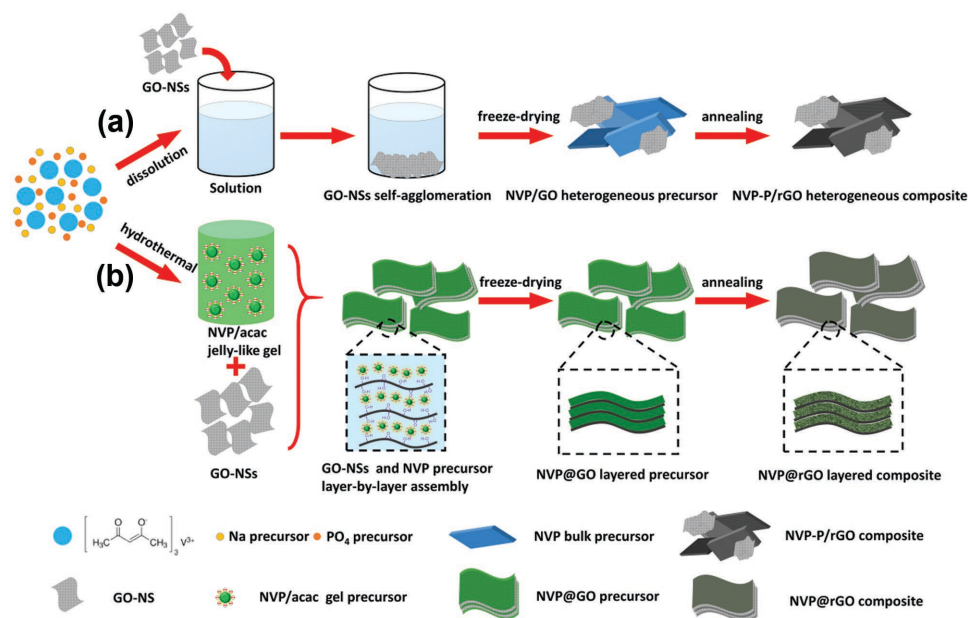 GO-NSs
(a)
dissolution
Solution
GO-NSs self-agglomeration
freeze-drying
NVP/GO heterogeneous precursor
annealing
NVP-P/rGO heterogeneous composite
hydrothermal
(b)
NVP/acac
jelly-like gel
+
GO-NSs
GO-NSs and NVP precursor
layer-by-layer assembly
freeze-drying
NVP@GO layered precursor
annealing
NVP@rGO layered composite
O O⁻
H₃C CH₃
3 V³⁺
Na precursor
PO₄ precursor
NVP bulk precursor
NVP-P/rGO composite
GO-NS
NVP/acac gel precursor
NVP@GO precursor
NVP@rGO composite